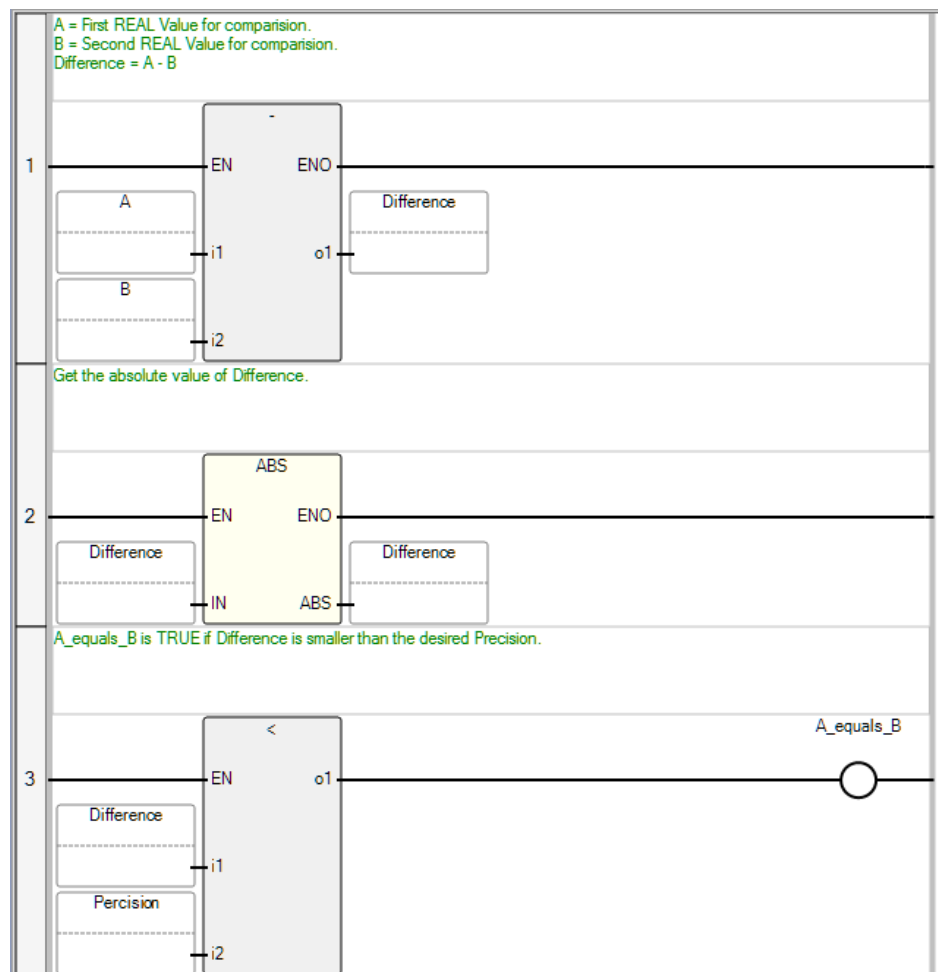 A = First REAL Value for comparision.
B = Second REAL Value for comparision.
Difference = A - B
-
1
EN ENO
A
Difference
i1 o1
B
i2
Get the absolute value of Difference.
ABS
2
EN ENO
Difference
Difference
IN ABS
A_equals_B is TRUE if Difference is smaller than the desired Precision.
<
A_equals_B
3
EN o1
Difference
i1
Percision
i2